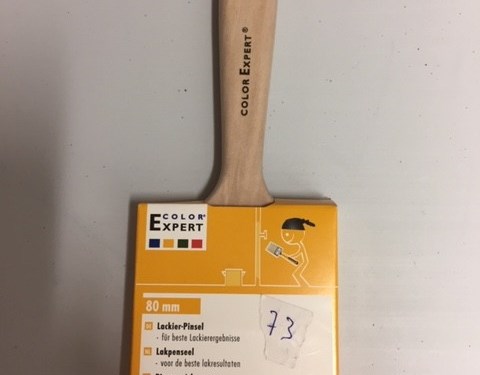 COLOR EXPERT®
COLOR®
EXPERT
80 mm
Lackier-Pinsel
- für beste Lackierergebnisse
73
Lakpenseel
- voor de beste lakresultaten